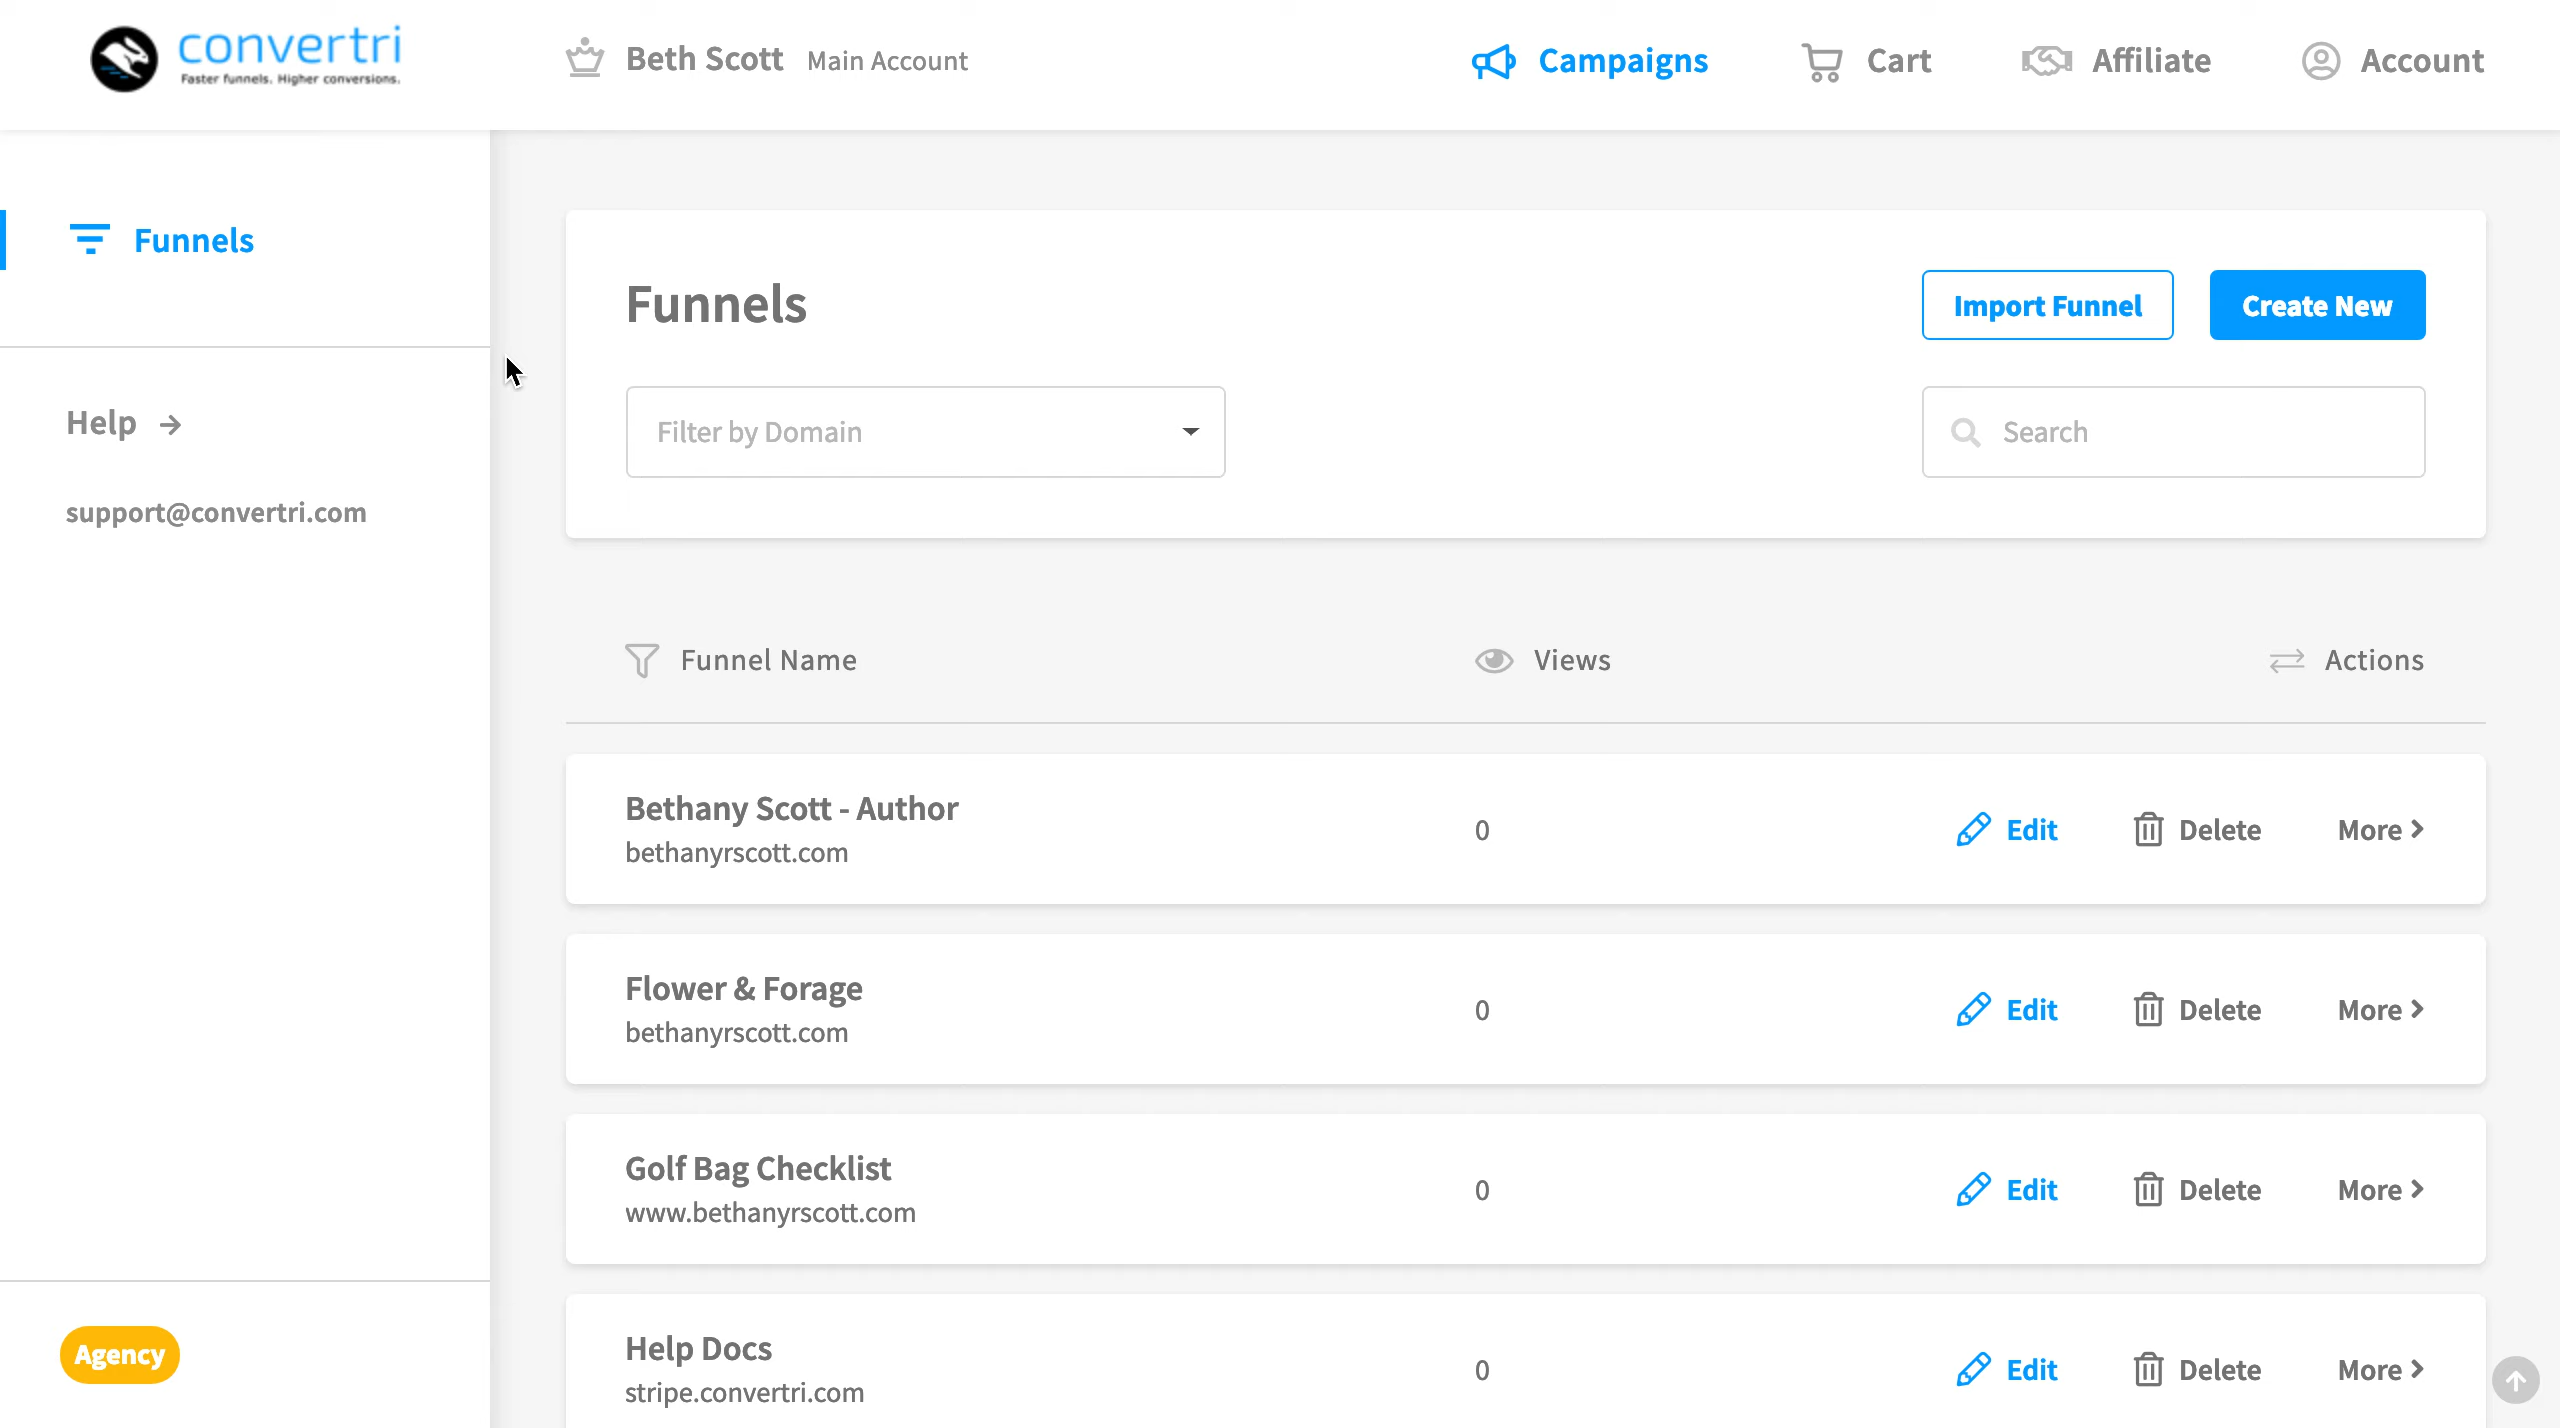 convertri
Faster funnels. Higher conversions.
Beth Scott Main Account
Campaigns
Cart
Affiliate
Account
Funnels
Help →
support@convertri.com
Agency
Funnels
Import Funnel
Create New
Filter by Domain
Search
Funnel Name
Views
Actions
Bethany Scott - Author
bethanyrscott.com
0
Edit
Delete
More
Flower & Forage
bethanyrscott.com
0
Edit
Delete
More
Golf Bag Checklist
www.bethanyrscott.com
0
Edit
Delete
More
Help Docs
stripe.convertri.com
0
Edit
Delete
More